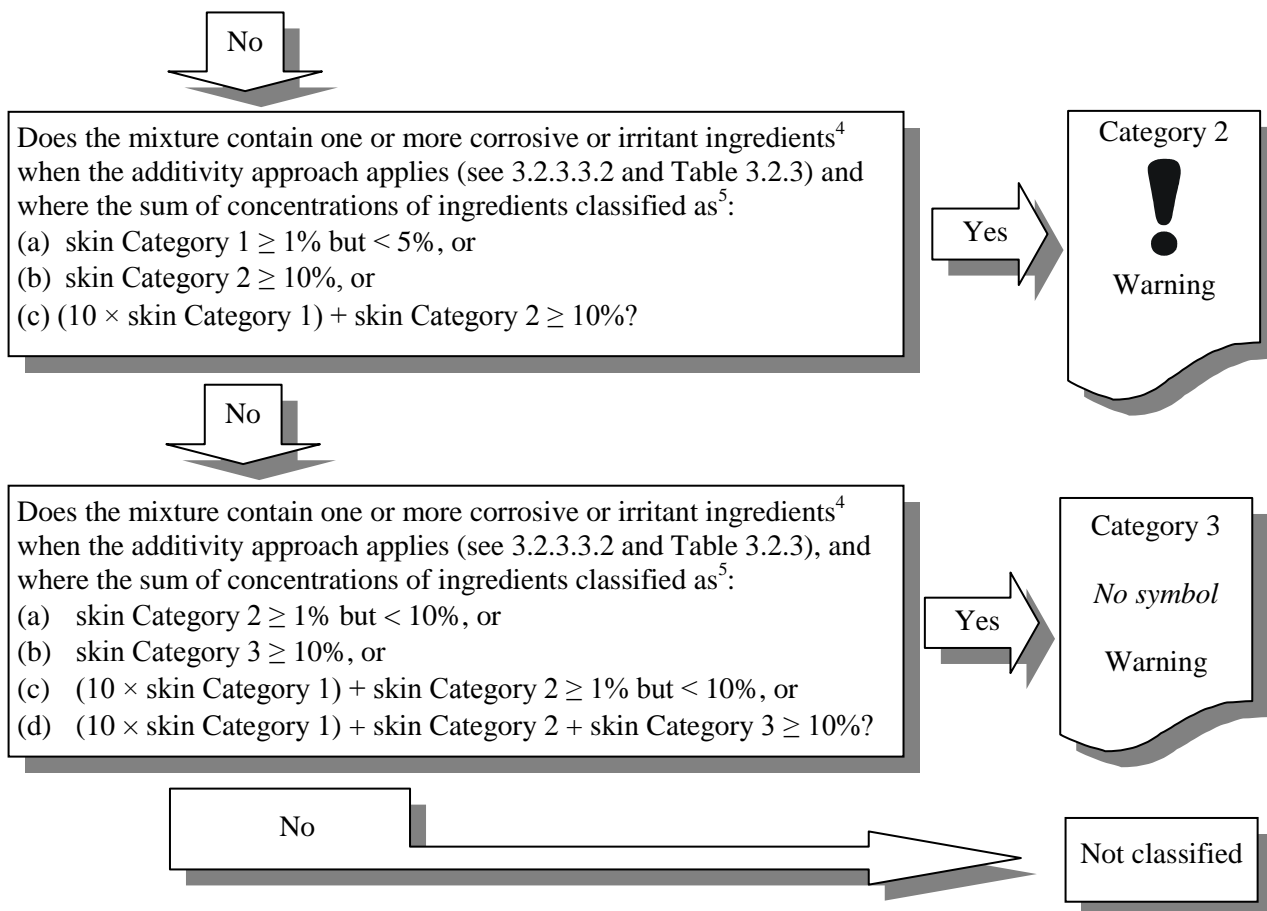 No
Does the mixture contain one or more corrosive or irritant ingredients⁴
when the additivity approach applies (see 3.2.3.3.2 and Table 3.2.3) and
where the sum of concentrations of ingredients classified as⁵:
(a) skin Category 1 ≥ 1% but < 5%, or
(b) skin Category 2 ≥ 10%, or
(c) (10 × skin Category 1) + skin Category 2 ≥ 10%?
Yes
Category 2
!
Warning
No
Does the mixture contain one or more corrosive or irritant ingredients⁴
when the additivity approach applies (see 3.2.3.3.2 and Table 3.2.3), and
where the sum of concentrations of ingredients classified as⁵:
(a) skin Category 2 ≥ 1% but < 10%, or
(b) skin Category 3 ≥ 10%, or
(c) (10 × skin Category 1) + skin Category 2 ≥ 1% but < 10%, or
(d) (10 × skin Category 1) + skin Category 2 + skin Category 3 ≥ 10%?
Yes
Category 3
No symbol
Warning
No
Not classified